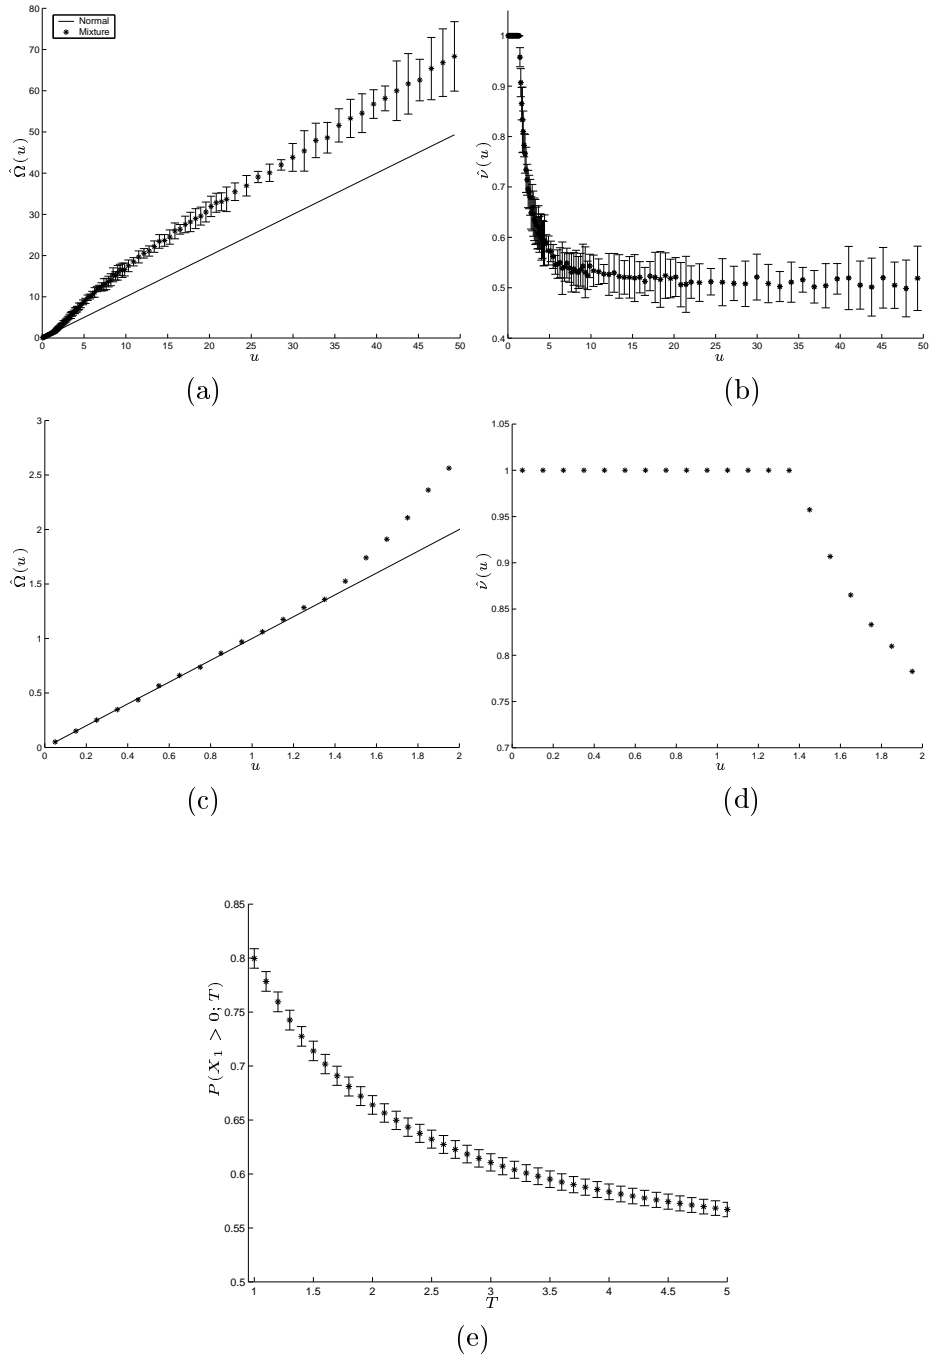 Normal
Mixture
80
70
60
50
40
30
20
10
0
Ω̂(u)
0 5 10 15 20 25 30 35 40 45 50
u
(a)
1
0.9
0.8
0.7
0.6
0.5
0.4
ν̂(u)
0 5 10 15 20 25 30 35 40 45 50
u
(b)
3
2.5
2
1.5
1
0.5
0
Ω̂(u)
0 0.2 0.4 0.6 0.8 1 1.2 1.4 1.6 1.8 2
u
(c)
1.05
1
0.95
0.9
0.85
0.8
0.75
0.7
ν̂(u)
0 0.2 0.4 0.6 0.8 1 1.2 1.4 1.6 1.8 2
u
(d)
0.85
0.8
0.75
0.7
0.65
0.6
0.55
0.5
P(X₁ > 0; T)
1 1.5 2 2.5 3 3.5 4 4.5 5
T
(e)